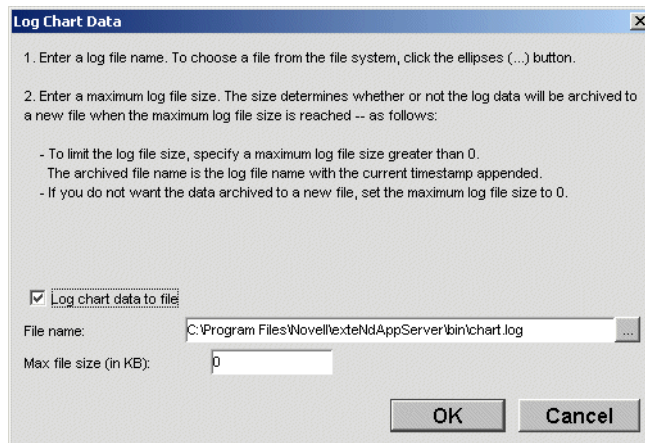 Log Chart Data
1. Enter a log file name. To choose a file from the file system, click the ellipses (...) button.
2. Enter a maximum log file size. The size determines whether or not the log data will be archived to
a new file when the maximum log file size is reached -- as follows:
- To limit the log file size, specify a maximum log file size greater than 0.
The archived file name is the log file name with the current timestamp appended.
- If you do not want the data archived to a new file, set the maximum log file size to 0.
Log chart data to file
File name: C:\Program Files\Novell\exteNdAppServer\bin\chart.log ...
Max file size (in KB): 0
OK Cancel